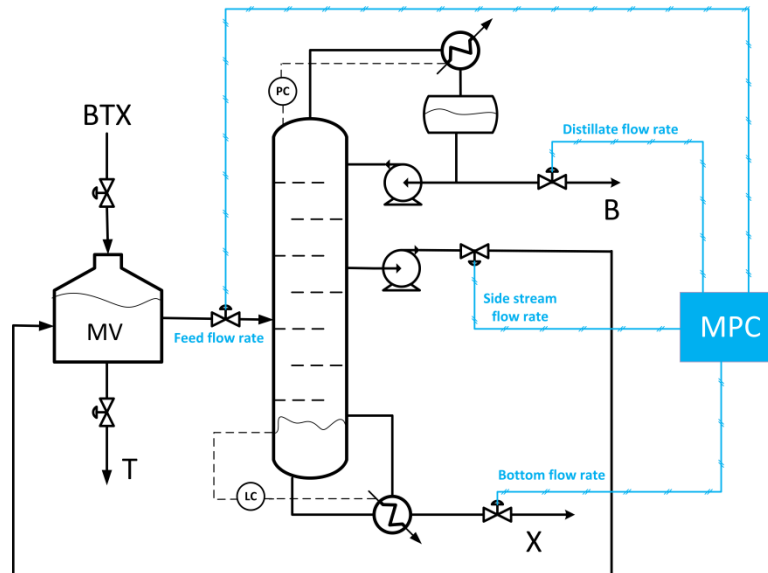 PC
BTX
Distillate flow rate
B
Side stream
flow rate
MPC
MV
Feed flow rate
T
LC
Bottom flow rate
X